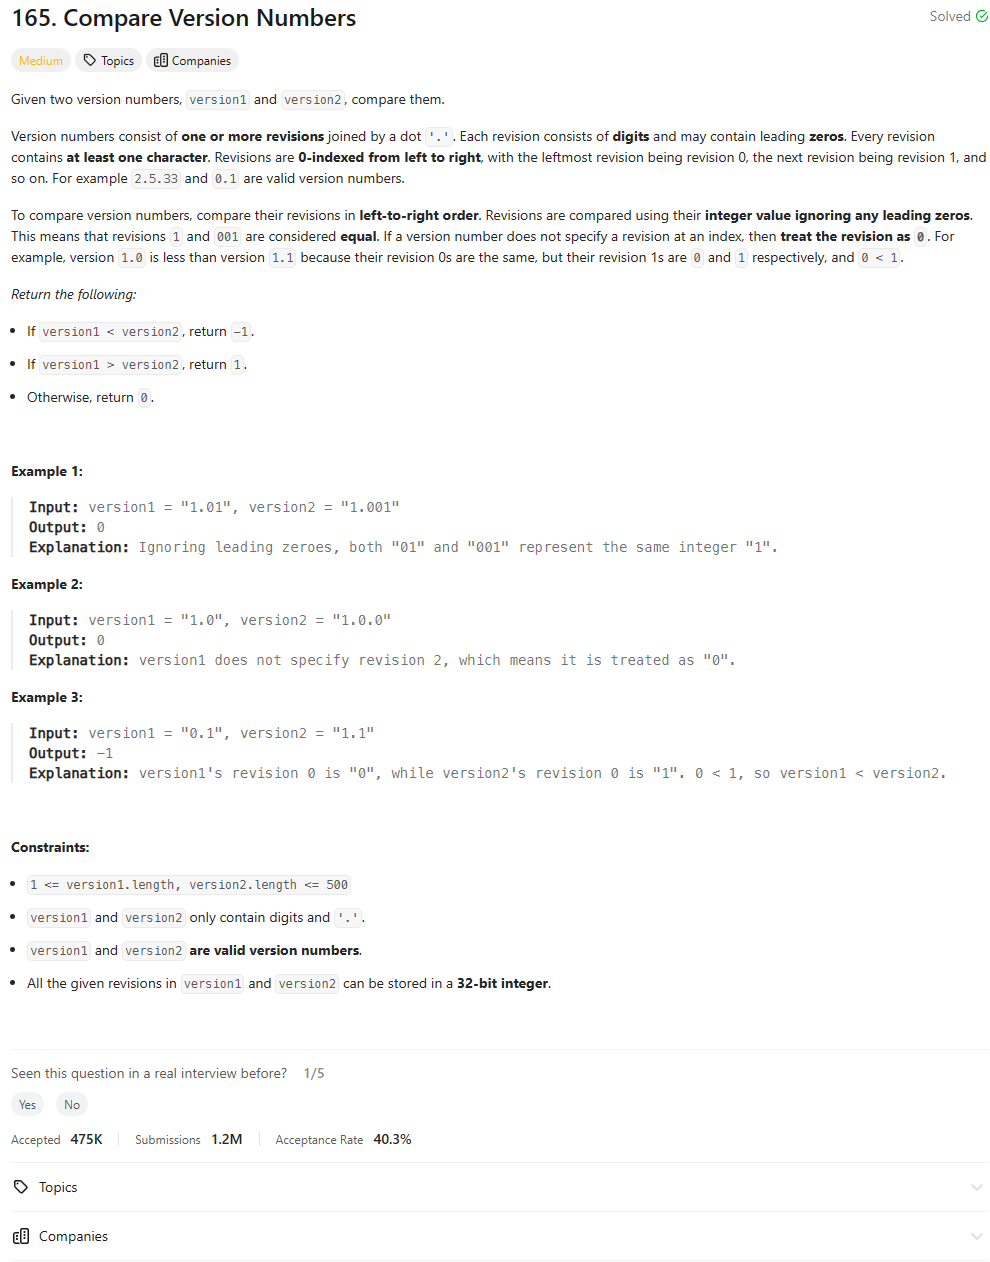 165. Compare Version Numbers
Solved
Medium Topics Companies
Given two version numbers, version1 and version2, compare them.
Version numbers consist of one or more revisions joined by a dot '.'. Each revision consists of digits and may contain leading zeros. Every revision
contains at least one character. Revisions are 0-indexed from left to right, with the leftmost revision being revision 0, the next revision being revision 1, and
so on. For example 2.5.33 and 0.1 are valid version numbers.
To compare version numbers, compare their revisions in left-to-right order. Revisions are compared using their integer value ignoring any leading zeros.
This means that revisions 1 and 001 are considered equal. If a version number does not specify a revision at an index, then treat the revision as 0. For
example, version 1.0 is less than version 1.1 because their revision 0s are the same, but their revision 1s are 0 and 1 respectively, and 0 < 1.
Return the following:
• If version1 < version2, return -1.
• If version1 > version2, return 1.
• Otherwise, return 0.
Example 1:
Input: version1 = "1.01", version2 = "1.001"
Output: 0
Explanation: Ignoring leading zeroes, both "01" and "001" represent the same integer "1".
Example 2:
Input: version1 = "1.0", version2 = "1.0.0"
Output: 0
Explanation: version1 does not specify revision 2, which means it is treated as "0".
Example 3:
Input: version1 = "0.1", version2 = "1.1"
Output: -1
Explanation: version1's revision 0 is "0", while version2's revision 0 is "1". 0 < 1, so version1 < version2.
Constraints:
• 1 <= version1.length, version2.length <= 500
• version1 and version2 only contain digits and '.'.
• version1 and version2 are valid version numbers.
• All the given revisions in version1 and version2 can be stored in a 32-bit integer.
Seen this question in a real interview before? 1/5
Yes No
Accepted 475K Submissions 1.2M Acceptance Rate 40.3%
Topics
Companies